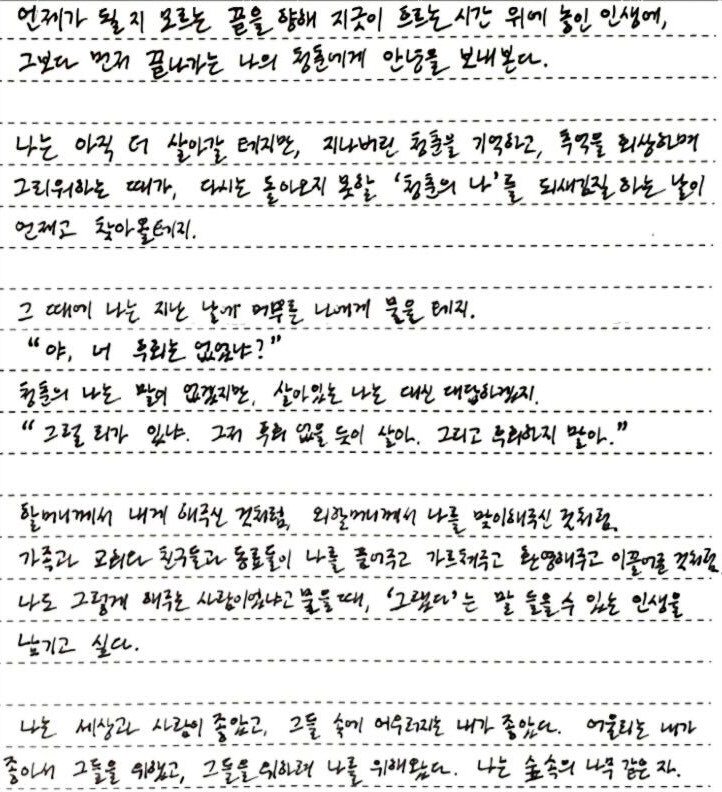 언제가 될 지 모르는 끝을 향해 지긋이 흐르는 시간 위에 놓인 인생에,
그보다 먼저 끝나가는 나의 청춘에게 안녕을 보내본다.
나는 아직 더 살아갈 테지만, 지나버린 청춘을 기억하고, 추억을 회상하며
그리워하는 때가, 다시는 돌아오지 못할 '청춘의 나'를 되새김질 하는 날이
언제고 찾아올테지.
그 때에 나는 지난 날에 머무른 나에게 물을 테지.
"야, 너 후회는 없었냐?"
청춘의 나는 말이 없겠지만, 살아있는 나는 대신 대답하겠지.
"그럴 리가 있냐. 그저 후회 없을 듯이 살아. 그리고 후회하지 말아."
할머니께서 내게 해주신 것처럼, 외할머니께서 나를 맞이해주신 것처럼,
가족과 교회와 친구들과 동료들이 나를 품어주고 가르쳐주고 환영해주고 이끌어준 것처럼,
나도 그렇게 해주는 사람이었냐고 물을 때, '그랬다'는 말 들을 수 있는 인생을
남기고 싶다.
나는 세상과 사람이 좋았고, 그들 속에 어우러지는 내가 좋았다. 어울리는 내가
좋아서 그들을 위했고, 그들을 위하려 나를 위해왔다. 나는 숲속의 나무 같은 자.